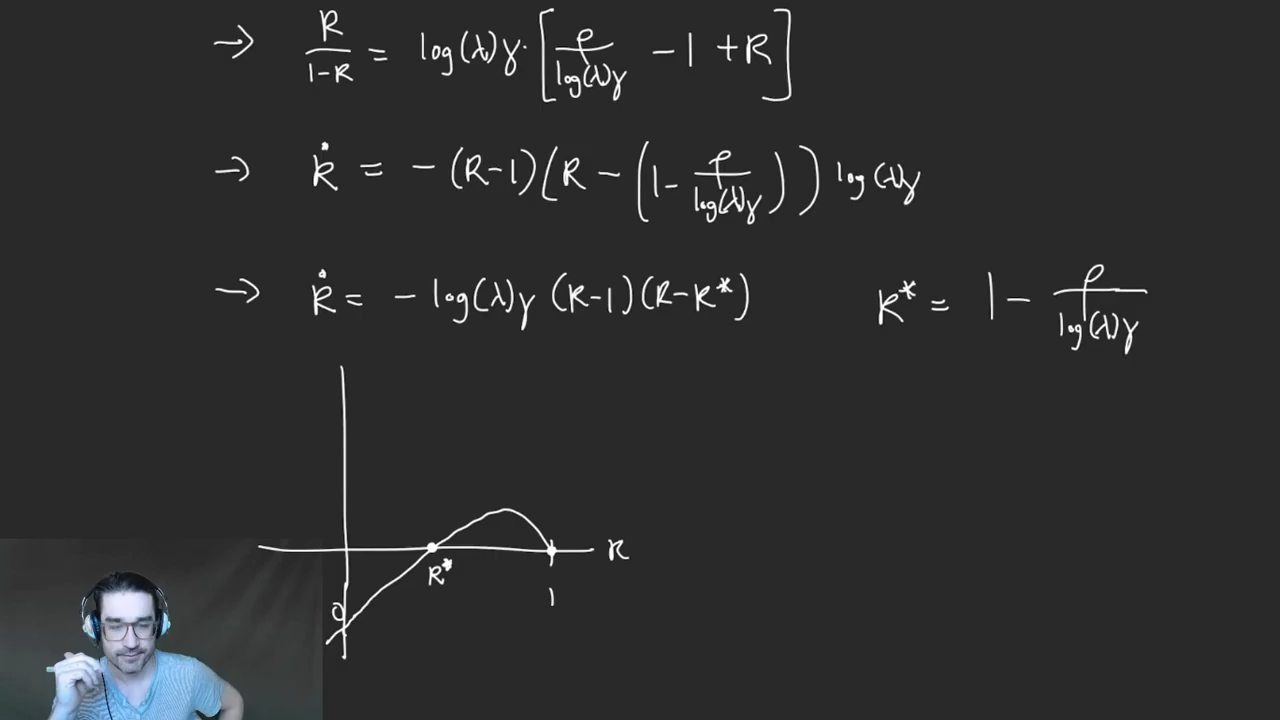 → R/(1-R) = log(λ)γ · [ρ/(log(λ)γ) - 1 + R]
→ Ṙ = - (R-1)(R - (1 - ρ/(log(λ)γ))) log(λ)γ
→ Ṙ = - log(λ)γ (R-1)(R-R*) R* = 1 - ρ/(log(λ)γ)
R
R*
1
0